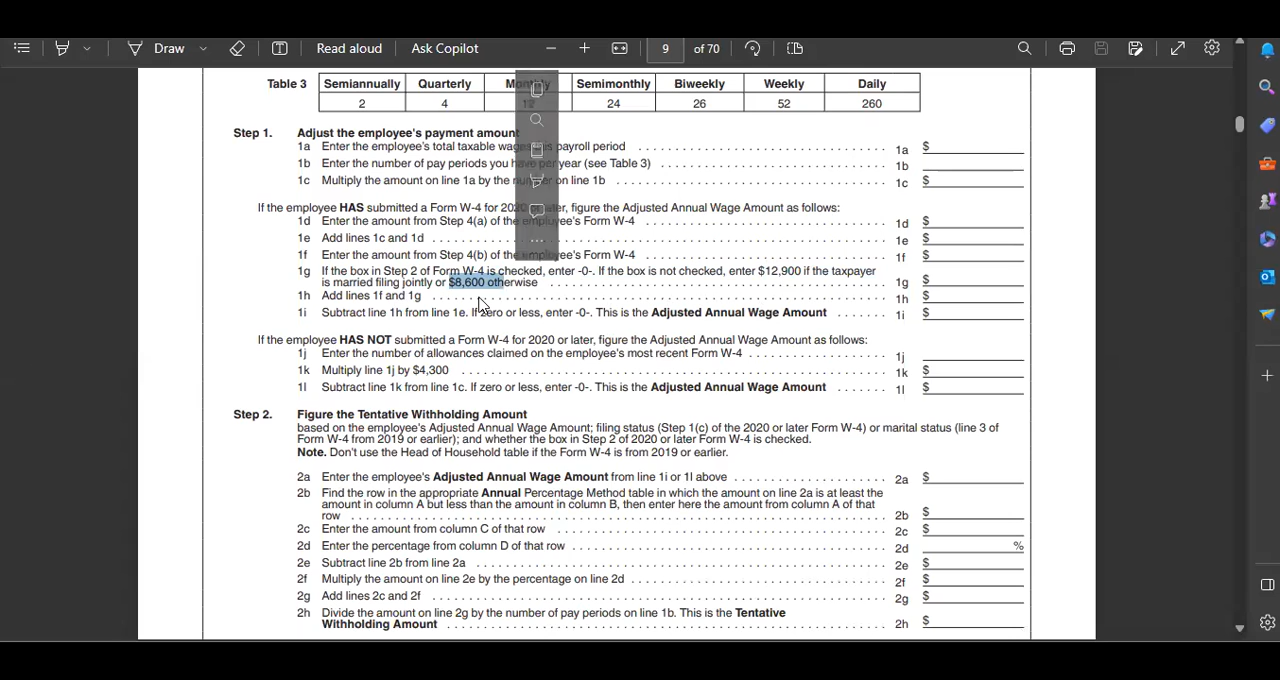 Draw Read aloud Ask Copilot 9 of 70
Table 3 Semiannually Quarterly Monthly Semimonthly Biweekly Weekly Daily
2 4 12 24 26 52 260
Step 1. Adjust the employee's payment amount
1a Enter the employee's total taxable wages this payroll period 1a $
1b Enter the number of pay periods you have per year (see Table 3) 1b
1c Multiply the amount on line 1a by the number on line 1b 1c $
If the employee HAS submitted a Form W-4 for 2020 or later, figure the Adjusted Annual Wage Amount as follows:
1d Enter the amount from Step 4(a) of the employee's Form W-4 1d $
1e Add lines 1c and 1d 1e $
1f Enter the amount from Step 4(b) of the employee's Form W-4 1f $
1g If the box in Step 2 of Form W-4 is checked, enter -0-. If the box is not checked, enter $12,900 if the taxpayer
is married filing jointly or $8,600 otherwise 1g $
1h Add lines 1f and 1g 1h $
1i Subtract line 1h from line 1e. If zero or less, enter -0-. This is the Adjusted Annual Wage Amount 1i $
If the employee HAS NOT submitted a Form W-4 for 2020 or later, figure the Adjusted Annual Wage Amount as follows:
1j Enter the number of allowances claimed on the employee's most recent Form W-4 1j
1k Multiply line 1j by $4,300 1k $
1l Subtract line 1k from line 1c. If zero or less, enter -0-. This is the Adjusted Annual Wage Amount 1l $
Step 2. Figure the Tentative Withholding Amount
based on the employee's Adjusted Annual Wage Amount; filing status (Step 1(c) of the 2020 or later Form W-4) or marital status (line 3 of
Form W-4 from 2019 or earlier); and whether the box in Step 2 of 2020 or later Form W-4 is checked.
Note. Don't use the Head of Household table if the Form W-4 is from 2019 or earlier.
2a Enter the employee's Adjusted Annual Wage Amount from line 1i or 1l above 2a $
2b Find the row in the appropriate Annual Percentage Method table in which the amount on line 2a is at least the
amount in column A but less than the amount in column B, then enter here the amount from column A of that
row 2b $
2c Enter the amount from column C of that row 2c $
2d Enter the percentage from column D of that row 2d %
2e Subtract line 2b from line 2a 2e $
2f Multiply the amount on line 2e by the percentage on line 2d 2f $
2g Add lines 2c and 2f 2g $
2h Divide the amount on line 2g by the number of pay periods on line 1b. This is the Tentative
Withholding Amount 2h $